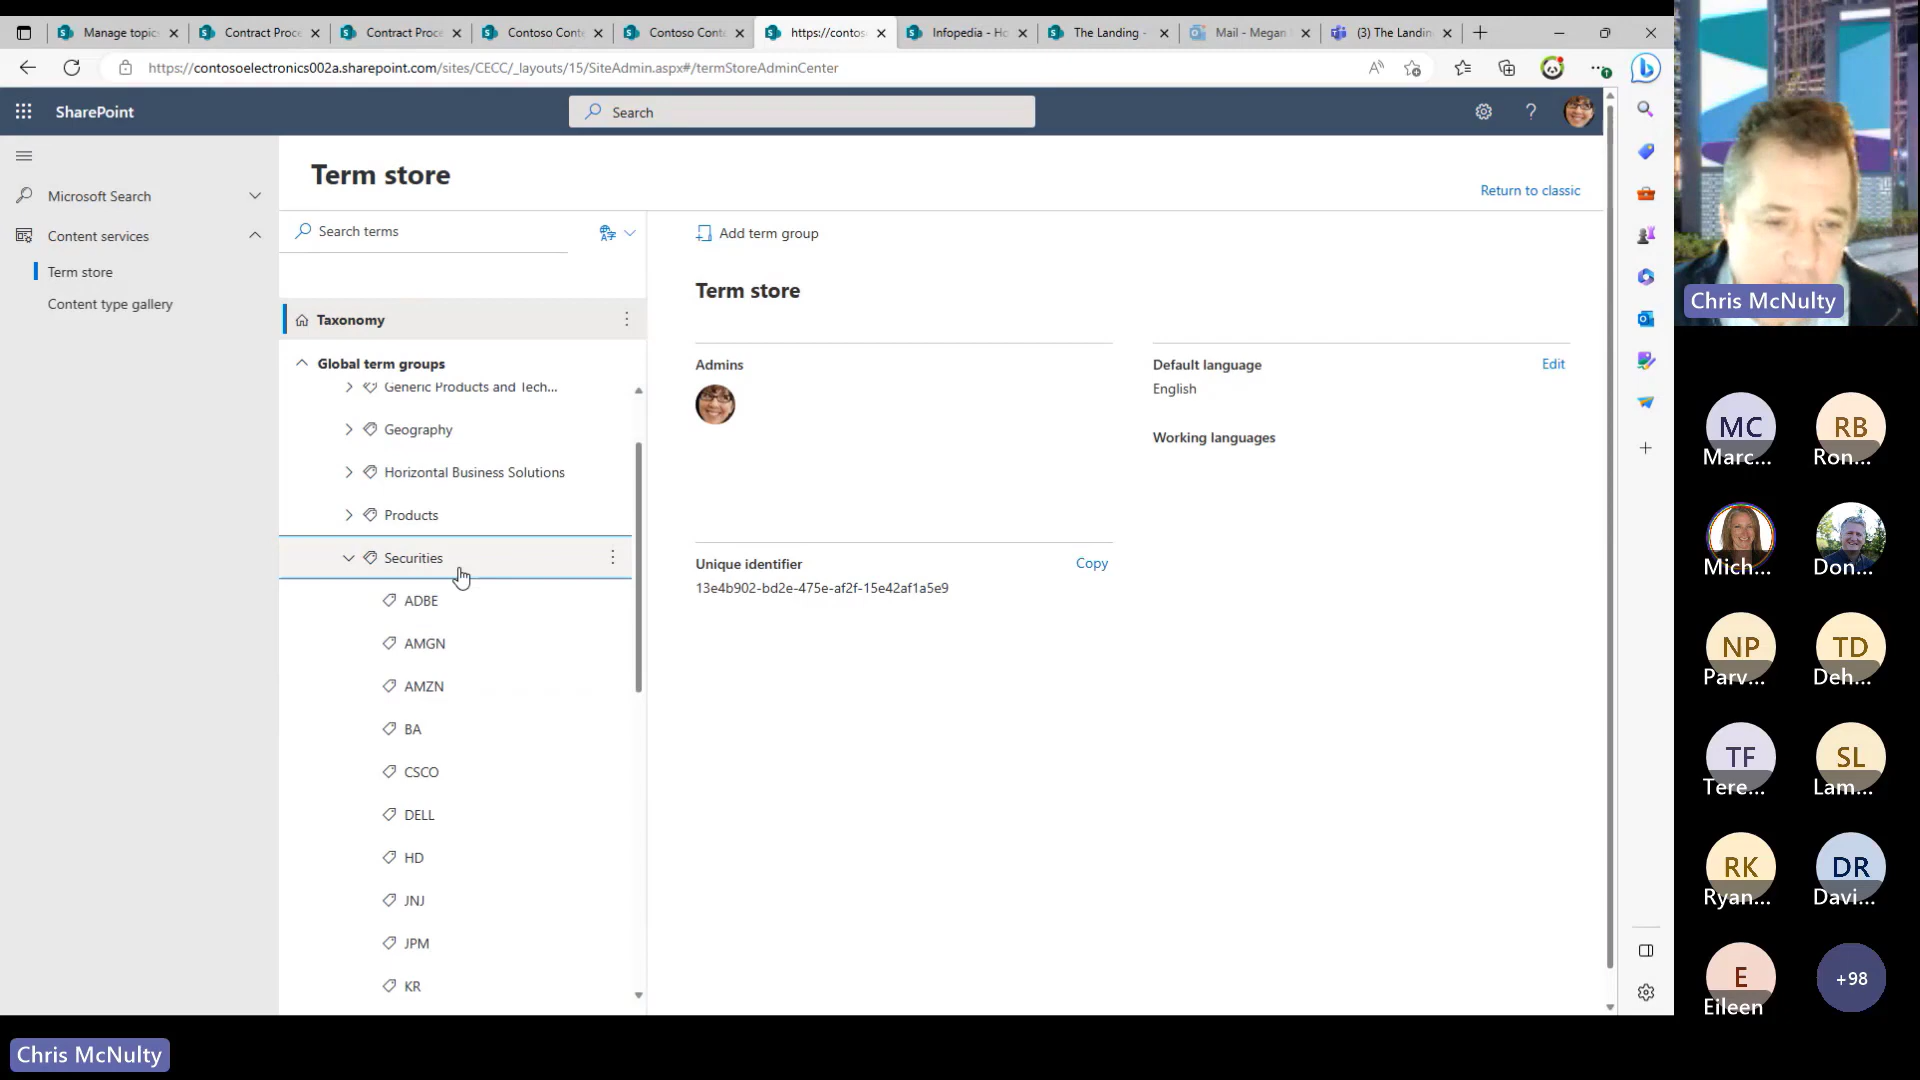 Manage topic
Contract Proc
Contract Proc
Contoso Cont
Contoso Cont
https://contos
Infopedia - Ho
The Landing -
Mail - Megan
(3) The Landin
https://contosoelectronics002a.sharepoint.com/sites/CECC/_layouts/15/SiteAdmin.aspx#/termStoreAdminCenter
SharePoint
Search
Microsoft Search
Content services
Term store
Content type gallery
Term store
Return to classic
Search terms
Taxonomy
Global term groups
Generic Products and Tech...
Geography
Horizontal Business Solutions
Products
Securities
ADBE
AMGN
AMZN
BA
CSCO
DELL
HD
JNJ
JPM
KR
Add term group
Term store
Admins
Default language
Edit
English
Working languages
Unique identifier
Copy
13e4b902-bd2e-475e-af2f-15e42af1a5e9
Chris McNulty
MC
Marc...
RB
Ron...
Mich...
Don...
NP
Parv...
TD
Deh...
TF
Tere...
SL
Lam...
RK
Ryan...
DR
Davi...
E
Eileen
+98
Chris McNulty